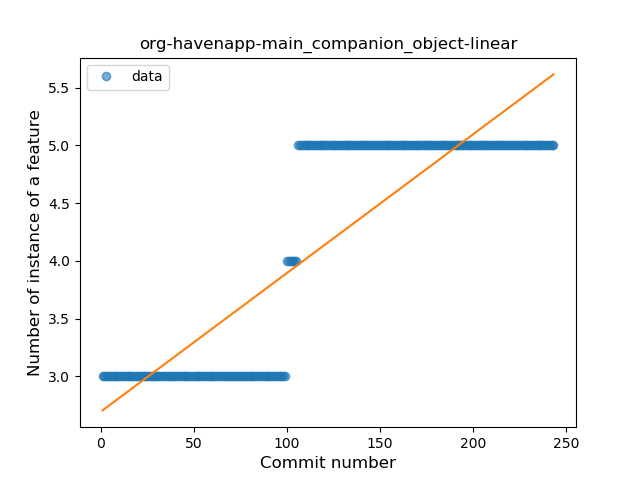 org-havenapp-main_companion_object-linear
data
Number of instance of a feature
5.5
5.0
4.5
4.0
3.5
3.0
0 50 100 150 200 250
Commit number